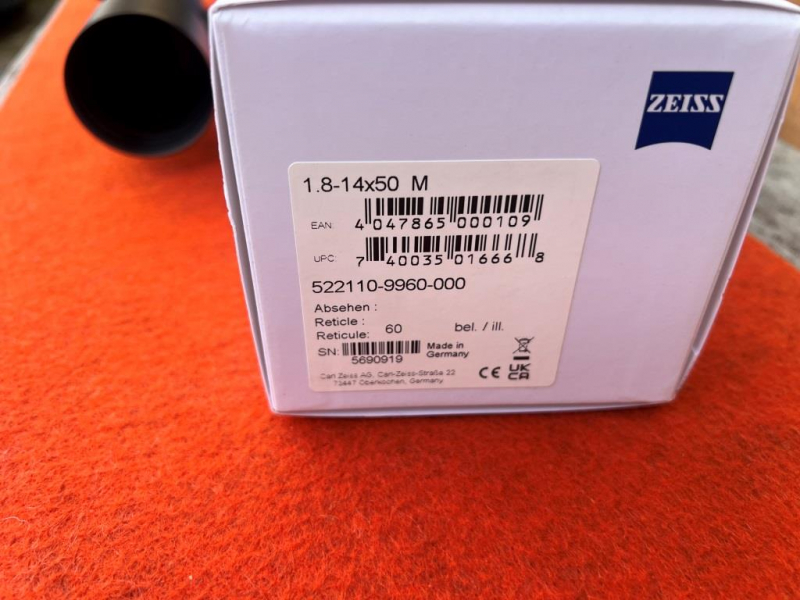 ZEISS
1.8-14x50 M
EAN:
4 047865 000109
UPC:
7 40035 01666 8
522110-9960-000
Absehen :
Reticle : 60 bel. / ill.
Reticule:
SN: 5690919 Made in
Germany
Carl Zeiss AG, Carl-Zeiss-Straße 22
73447 Oberkochen, Germany
CE UK
CA